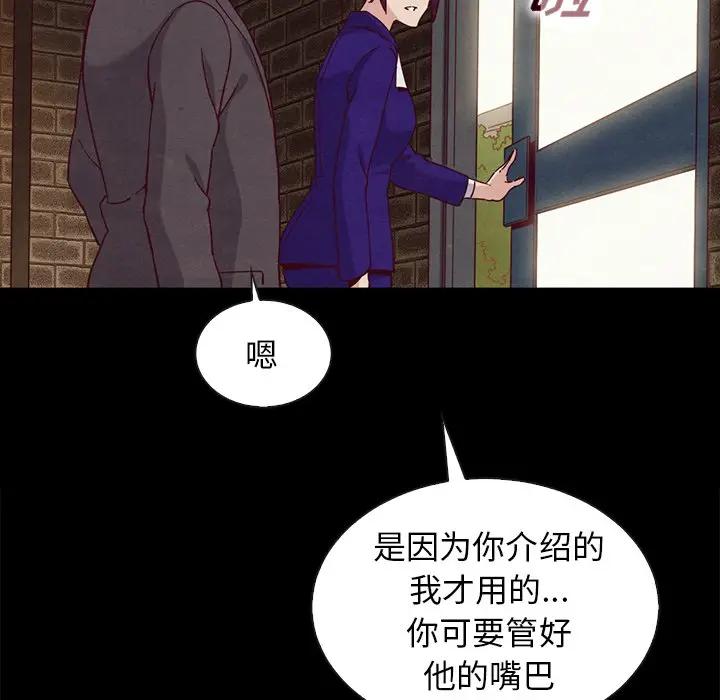 嗯
是因为你介绍的
我才用的...
你可要管好
他的嘴巴